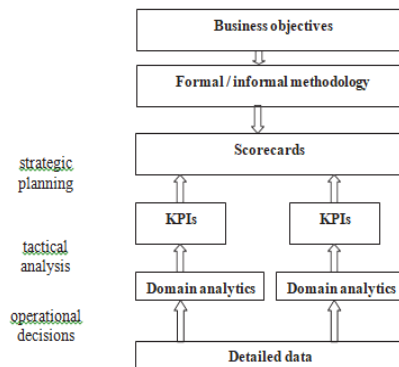 Business objectives
Formal / informal methodology
Scorecards
strategic
planning
KPIs
KPIs
tactical
analysis
Domain analytics
Domain analytics
operational
decisions
Detailed data